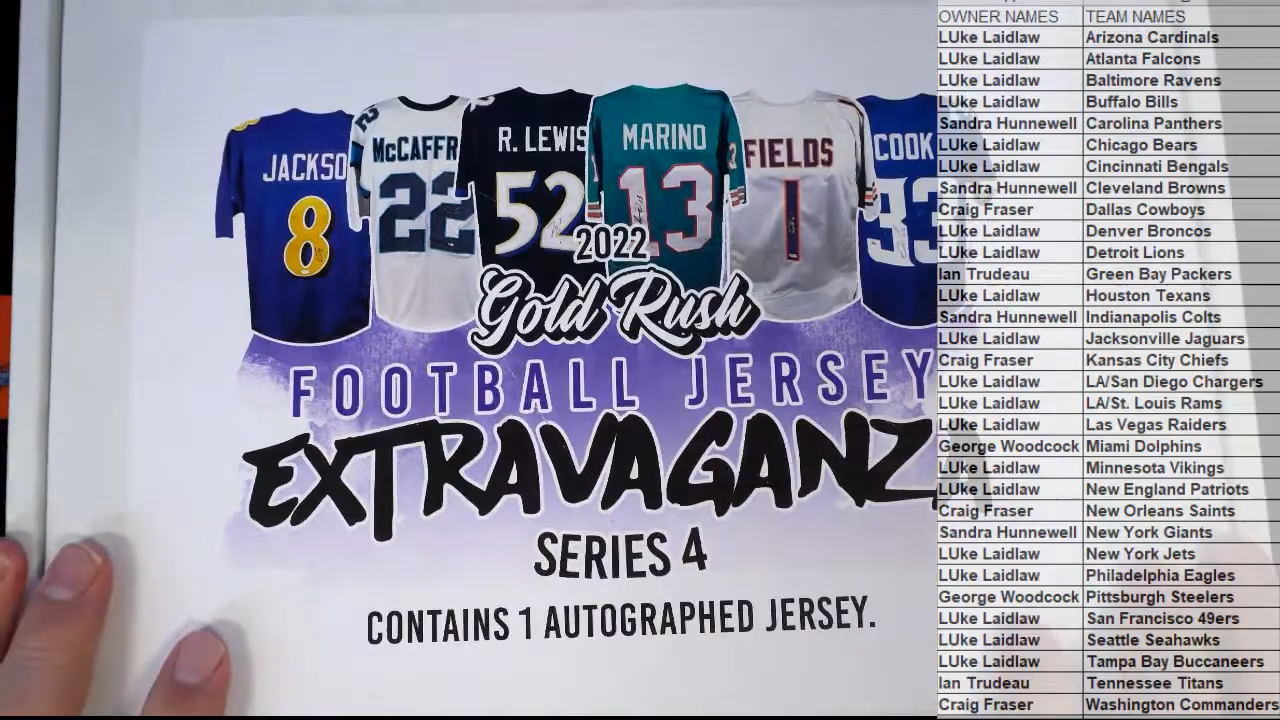 JACKSO
8
22
McCAFFR
22
2
R. LEWIS
52
MARINO
13
FIELDS
1
COOK
33
2022
Gold Rush
FOOTBALL JERSEY
EXTRAVAGANZ
SERIES 4
CONTAINS 1 AUTOGRAPHED JERSEY.
OWNER NAMES TEAM NAMES
LUke Laidlaw Arizona Cardinals
LUke Laidlaw Atlanta Falcons
LUke Laidlaw Baltimore Ravens
LUke Laidlaw Buffalo Bills
Sandra Hunnewell Carolina Panthers
LUke Laidlaw Chicago Bears
LUke Laidlaw Cincinnati Bengals
Sandra Hunnewell Cleveland Browns
Craig Fraser Dallas Cowboys
LUke Laidlaw Denver Broncos
LUke Laidlaw Detroit Lions
Ian Trudeau Green Bay Packers
LUke Laidlaw Houston Texans
Sandra Hunnewell Indianapolis Colts
LUke Laidlaw Jacksonville Jaguars
Craig Fraser Kansas City Chiefs
LUke Laidlaw LA/San Diego Chargers
LUke Laidlaw LA/St. Louis Rams
LUke Laidlaw Las Vegas Raiders
George Woodcock Miami Dolphins
LUke Laidlaw Minnesota Vikings
LUke Laidlaw New England Patriots
Craig Fraser New Orleans Saints
Sandra Hunnewell New York Giants
LUke Laidlaw New York Jets
LUke Laidlaw Philadelphia Eagles
George Woodcock Pittsburgh Steelers
LUke Laidlaw San Francisco 49ers
LUke Laidlaw Seattle Seahawks
LUke Laidlaw Tampa Bay Buccaneers
Ian Trudeau Tennessee Titans
Craig Fraser Washington Commanders